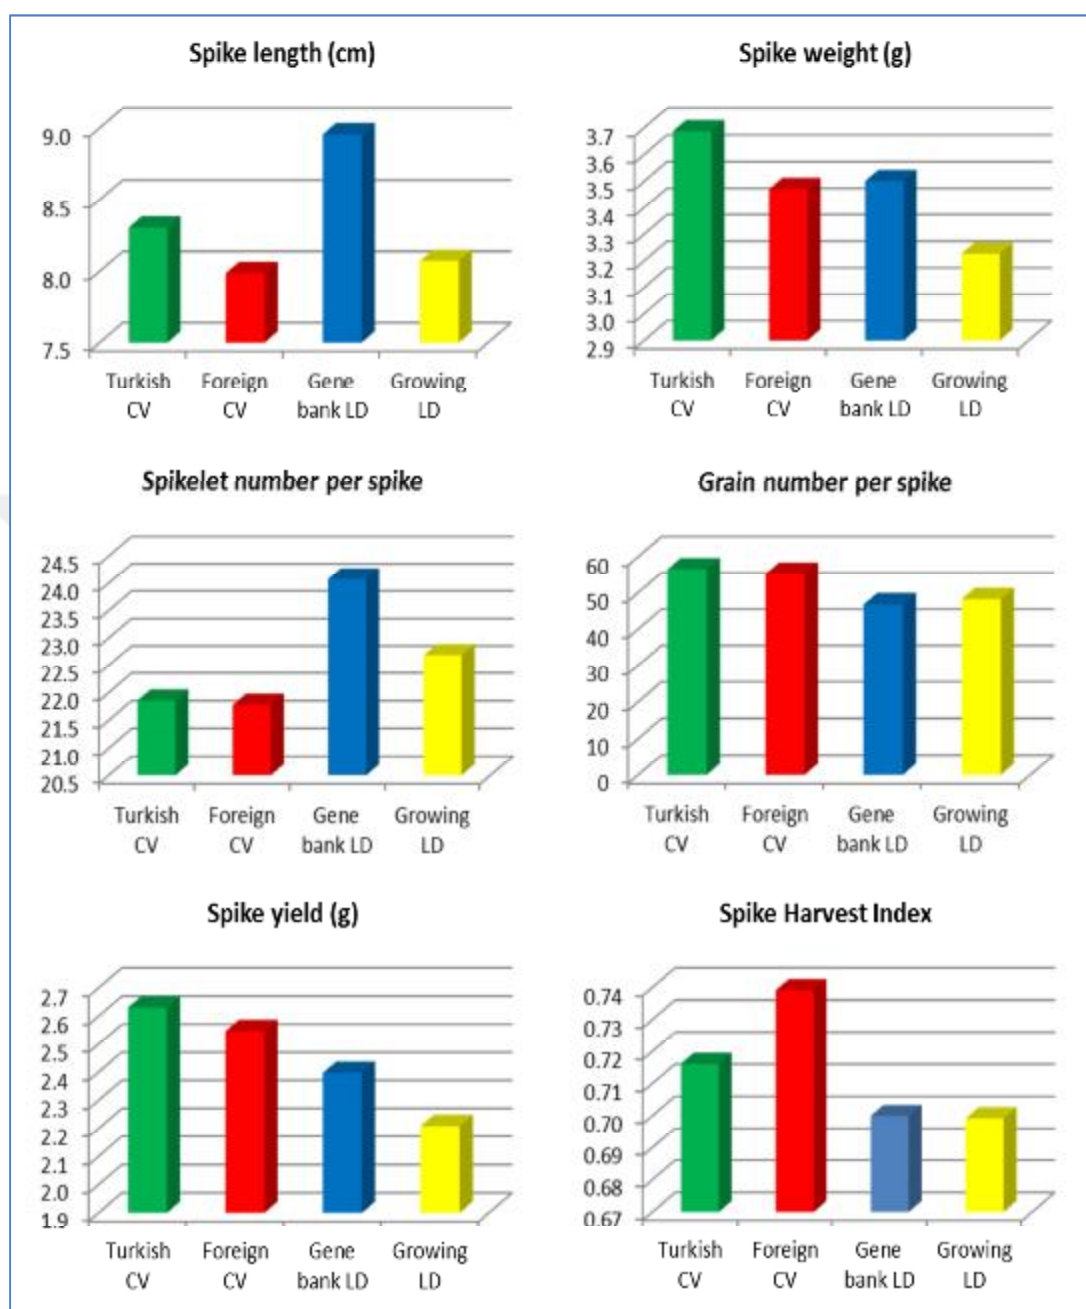 Spike length (cm)
9.0
8.5
8.0
7.5
Turkish
CV
Foreign
CV
Gene
bank LD
Growing
LD
Spike weight (g)
3.7
3.6
3.5
3.4
3.3
3.2
3.1
3.0
2.9
Turkish
CV
Foreign
CV
Gene
bank LD
Growing
LD
Spikelet number per spike
24.5
24.0
23.5
23.0
22.5
22.0
21.5
21.0
20.5
Turkish
CV
Foreign
CV
Gene
bank LD
Growing
LD
Grain number per spike
60
50
40
30
20
10
0
Turkish
CV
Foreign
CV
Gene
bank LD
Growing
LD
Spike yield (g)
2.7
2.6
2.5
2.4
2.3
2.2
2.1
2.0
1.9
Turkish
CV
Foreign
CV
Gene
bank LD
Growing
LD
Spike Harvest Index
0.74
0.73
0.72
0.71
0.70
0.69
0.68
0.67
Turkish
CV
Foreign
CV
Gene
bank LD
Growing
LD